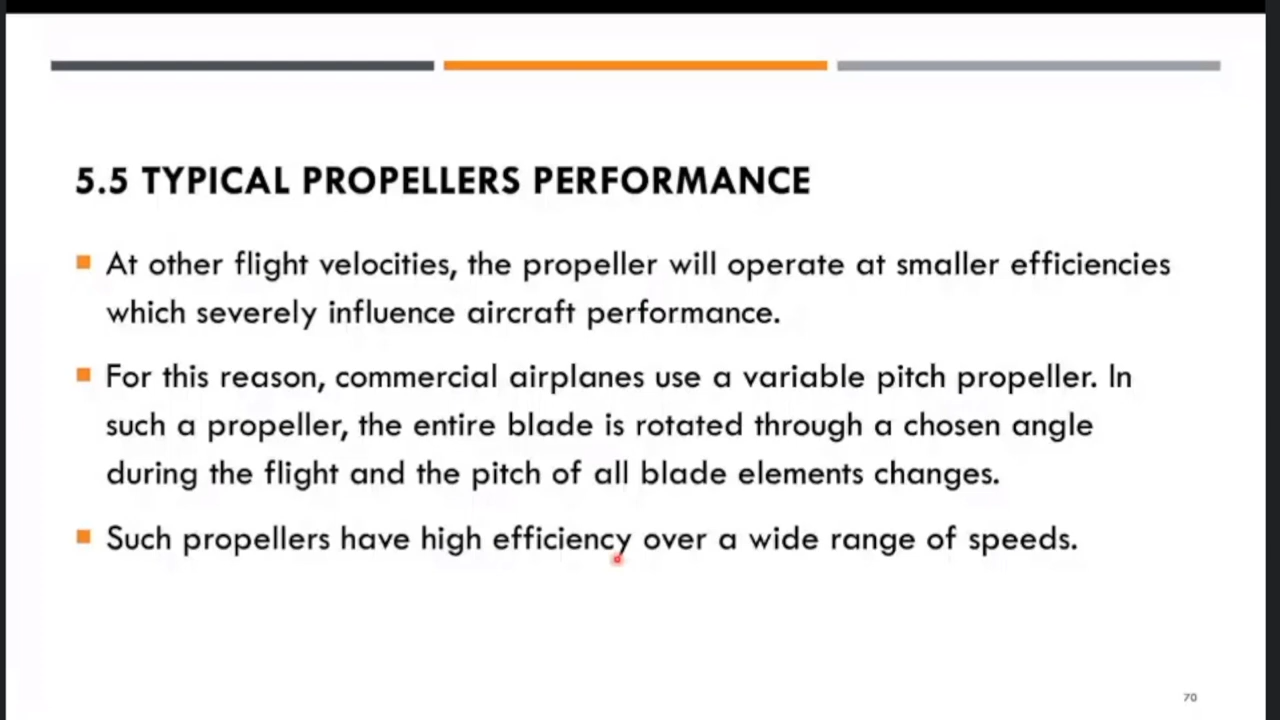 5.5 TYPICAL PROPELLERS PERFORMANCE
At other flight velocities, the propeller will operate at smaller efficiencies
which severely influence aircraft performance.
For this reason, commercial airplanes use a variable pitch propeller. In
such a propeller, the entire blade is rotated through a chosen angle
during the flight and the pitch of all blade elements changes.
Such propellers have high efficiency over a wide range of speeds.
70